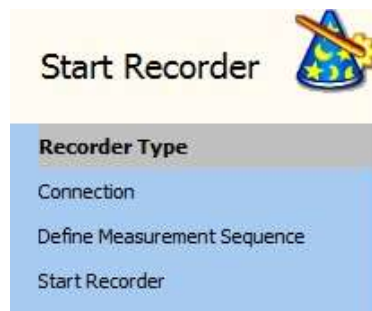 Start Recorder
Recorder Type
Connection
Define Measurement Sequence
Start Recorder